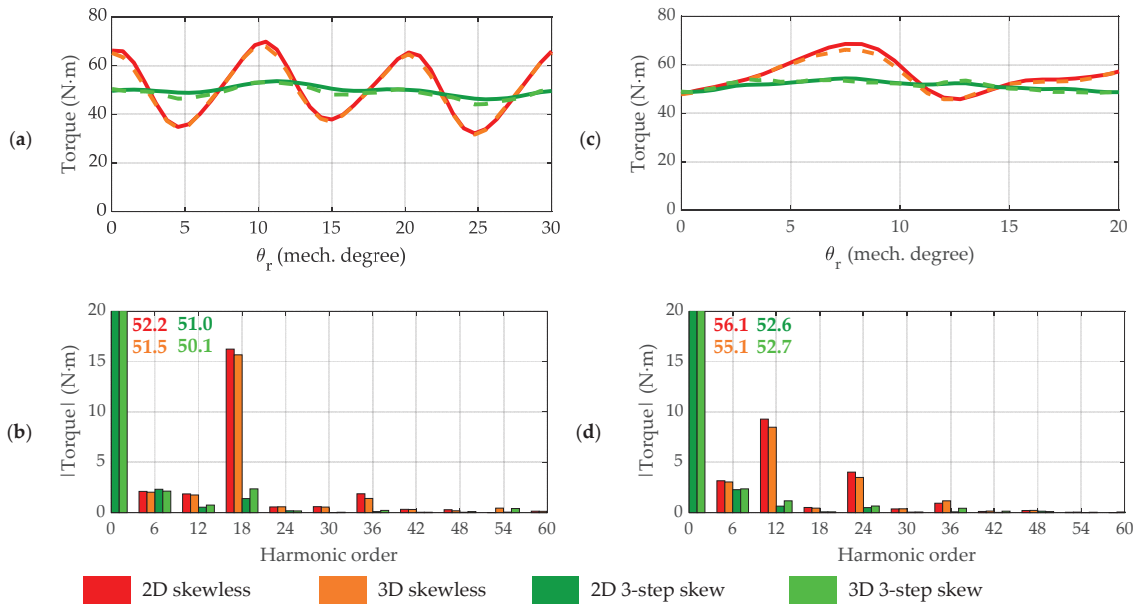 (a)
Torque (N·m)
80
60
40
20
0
0 5 10 15 20 25 30
θr (mech. degree)
(c)
Torque (N·m)
80
60
40
20
0
0 5 10 15 20
θr (mech. degree)
(b)
|Torque| (N·m)
20
15
10
5
0
52.2 51.0
51.5 50.1
0 6 12 18 24 30 36 42 48 54 60
Harmonic order
(d)
|Torque| (N·m)
20
15
10
5
0
56.1 52.6
55.1 52.7
0 6 12 18 24 30 36 42 48 54 60
Harmonic order
2D skewless 3D skewless 2D 3-step skew 3D 3-step skew